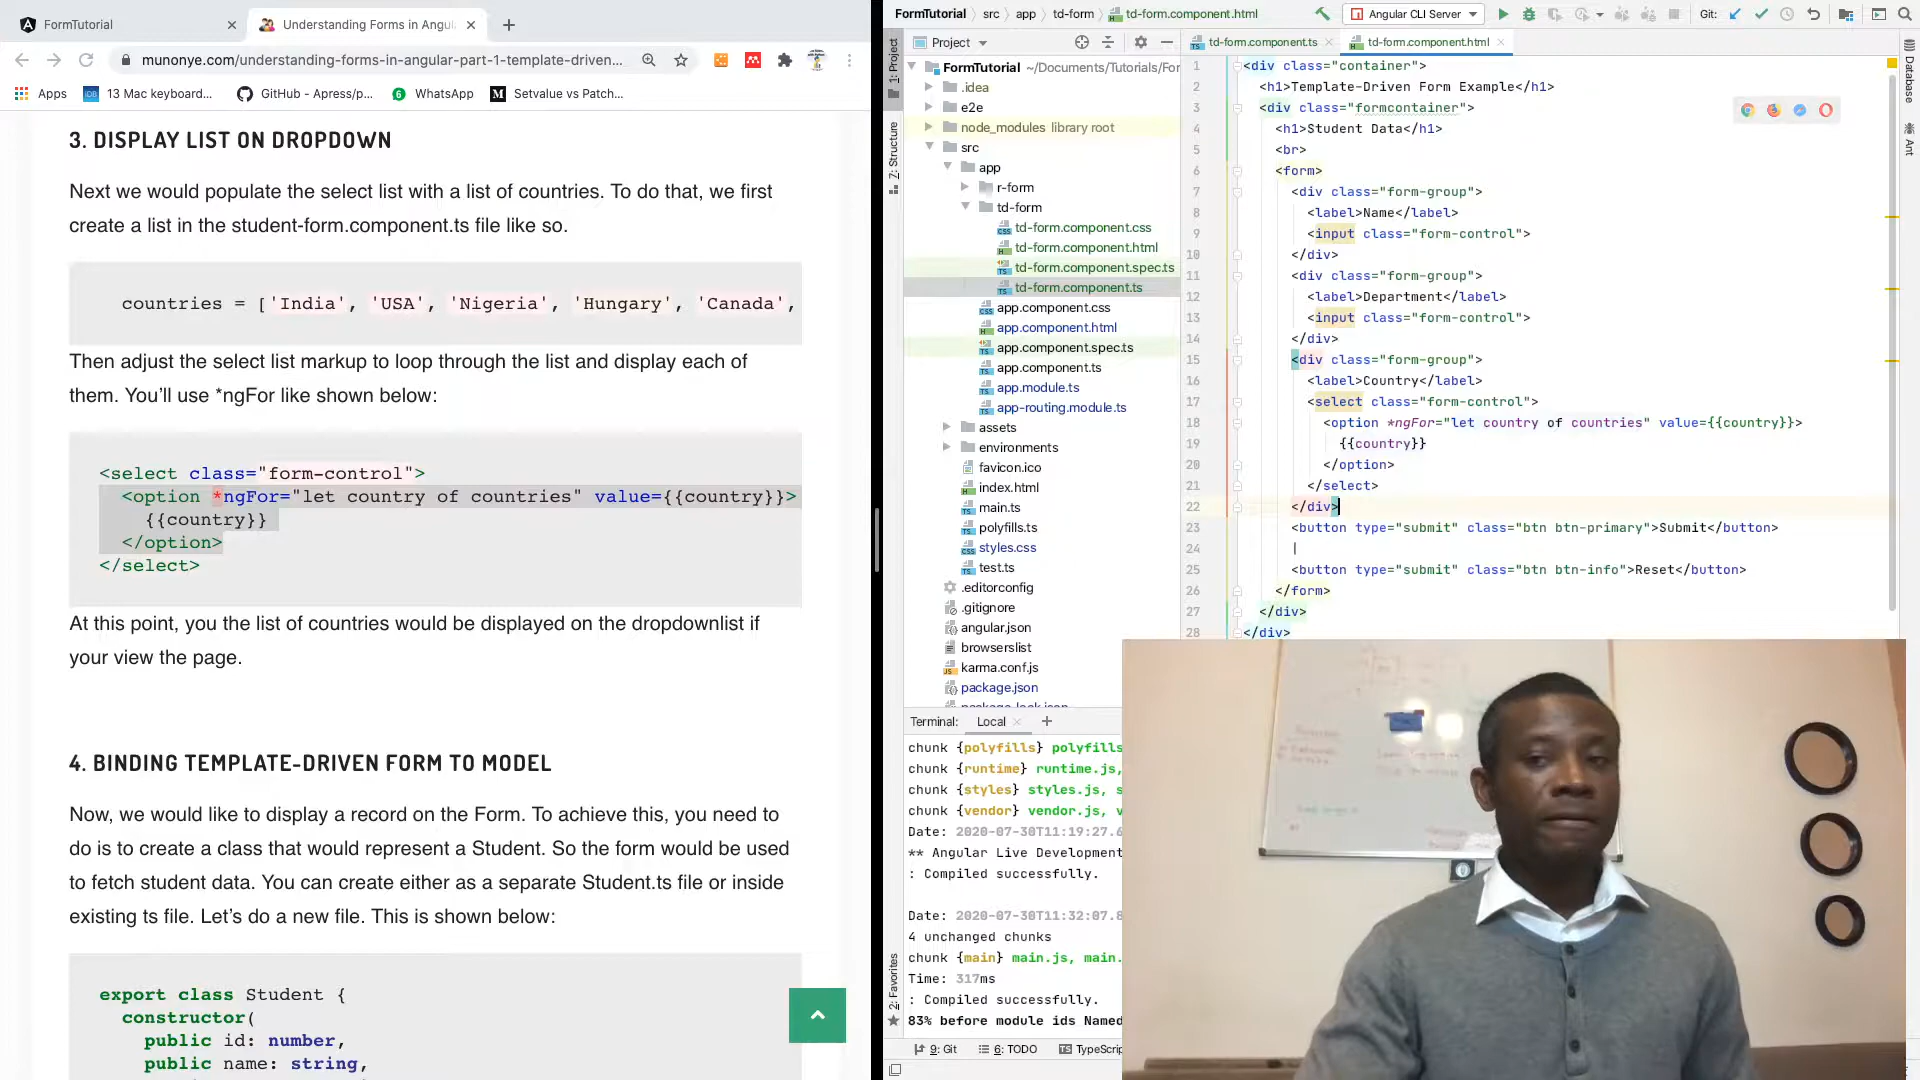 FormTutorial
Understanding Forms in Angula
munonye.com/understanding-forms-in-angular-part-1-template-driven...
Apps
13 Mac keyboard...
GitHub - Apress/p...
WhatsApp
Setvalue vs Patch...
3. DISPLAY LIST ON DROPDOWN
Next we would populate the select list with a list of countries. To do that, we first
create a list in the student-form.component.ts file like so.
countries = ['India', 'USA', 'Nigeria', 'Hungary', 'Canada',
Then adjust the select list markup to loop through the list and display each of
them. You'll use *ngFor like shown below:
<select class="form-control">
<option *ngFor="let country of countries" value={{country}}>
{{country}}
</option>
</select>
At this point, you the list of countries would be displayed on the dropdownlist if
your view the page.
4. BINDING TEMPLATE-DRIVEN FORM TO MODEL
Now, we would like to display a record on the Form. To achieve this, you need to
do is to create a class that would represent a Student. So the form would be used
to fetch student data. You can create either as a separate Student.ts file or inside
existing ts file. Let's do a new file. This is shown below:
export class Student {
constructor(
public id: number,
public name: string,
FormTutorial
src
app
td-form
td-form.component.html
Angular CLI Server
Git:
1: Project
Z: Structure
2: Favorites
Project
FormTutorial ~/Documents/Tutorials/For
.idea
e2e
node_modules library root
src
app
r-form
td-form
td-form.component.css
td-form.component.html
td-form.component.spec.ts
td-form.component.ts
app.component.css
app.component.html
app.component.spec.ts
app.component.ts
app.module.ts
app-routing.module.ts
assets
environments
favicon.ico
index.html
main.ts
polyfills.ts
styles.css
test.ts
.editorconfig
.gitignore
angular.json
browserslist
karma.conf.js
package.json
td-form.component.ts
td-form.component.html
1 <div class="container">
2 <h1>Template-Driven Form Example</h1>
3 <div class="formcontainer">
4 <h1>Student Data</h1>
5 <br>
6 <form>
7 <div class="form-group">
8 <label>Name</label>
9 <input class="form-control">
10 </div>
11 <div class="form-group">
12 <label>Department</label>
13 <input class="form-control">
14 </div>
15 <div class="form-group">
16 <label>Country</label>
17 <select class="form-control">
18 <option *ngFor="let country of countries" value={{country}}>
19 {{country}}
20 </option>
21 </select>
22 </div>
23 <button type="submit" class="btn btn-primary">Submit</button>
24 |
25 <button type="submit" class="btn btn-info">Reset</button>
26 </form>
27 </div>
28 </div>
Database
Ant
Terminal:
Local
chunk {polyfills} polyfills
chunk {runtime} runtime.js,
chunk {styles} styles.js, s
chunk {vendor} vendor.js, v
Date: 2020-07-30T11:19:27.6
** Angular Live Development
: Compiled successfully.
Date: 2020-07-30T11:32:07.8
4 unchanged chunks
chunk {main} main.js, main.
Time: 317ms
: Compiled successfully.
83% before module ids Named
9: Git
6: TODO
TypeScrip